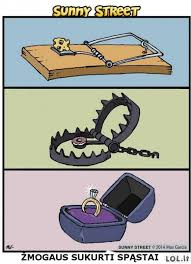 SUNNY STREET
SUNNY STREET © 2014 Max Garcia
ŽMOGAUS SUKURTI SPĄSTAI
LOL.lt